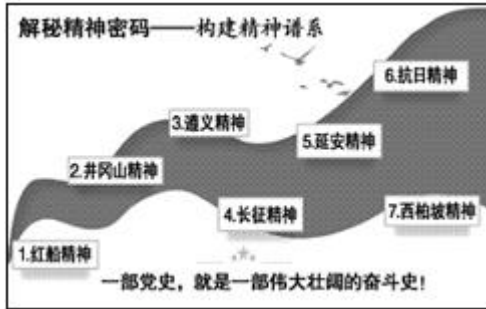 解秘精神密码——构建精神谱系
6.抗日精神
3.遵义精神
5.延安精神
2.井冈山精神
4.长征精神
7.西柏坡精神
1.红船精神
一部党史，就是一部伟大壮阔的奋斗史！